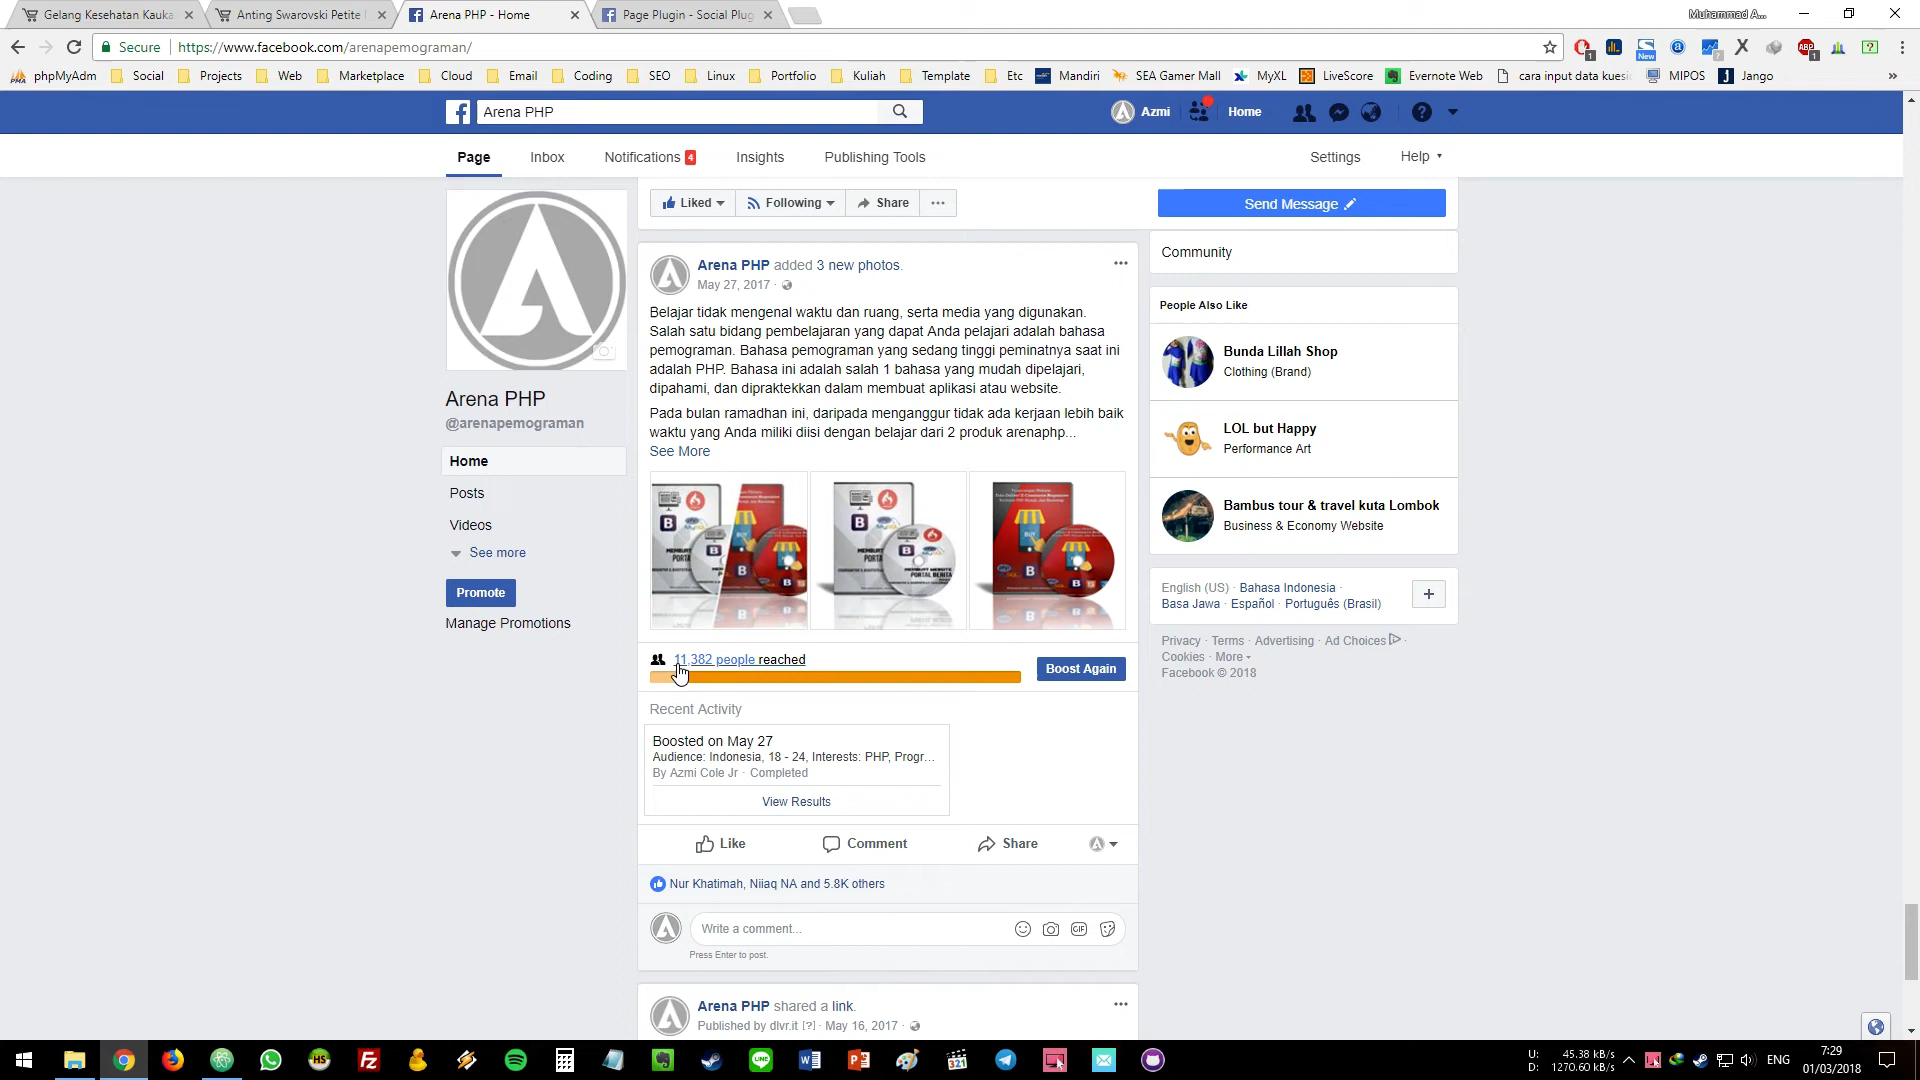 Gelang Kesehatan Kauka
Anting Swarovski Petite
Arena PHP - Home
Page Plugin - Social Plug
Muhammad A...
Secure
https://www.facebook.com/arenapemograman/
phpMyAdm
Social
Projects
Web
Marketplace
Cloud
Email
Coding
SEO
Linux
Portfolio
Kuliah
Template
Etc
Mandiri
SEA Gamer Mall
MyXL
LiveScore
Evernote Web
cara input data kuesi
MIPOS
Jango
Arena PHP
Azmi
Home
Page
Inbox
Notifications 4
Insights
Publishing Tools
Settings
Help
Liked
Following
Share
Send Message
Arena PHP
@arenapemograman
Home
Posts
Videos
See more
Promote
Manage Promotions
Arena PHP added 3 new photos.
May 27, 2017 ·
Belajar tidak mengenal waktu dan ruang, serta media yang digunakan.
Salah satu bidang pembelajaran yang dapat Anda pelajari adalah bahasa
pemograman. Bahasa pemograman yang sedang tinggi peminatnya saat ini
adalah PHP. Bahasa ini adalah salah 1 bahasa yang mudah dipelajari,
dipahami, dan dipraktekkan dalam membuat aplikasi atau website.
Pada bulan ramadhan ini, daripada menganggur tidak ada kerjaan lebih baik
waktu yang Anda miliki diisi dengan belajar dari 2 produk arenaphp...
See More
11,382 people reached
Boost Again
Recent Activity
Boosted on May 27
Audience: Indonesia, 18 - 24, Interests: PHP, Progr...
By Azmi Cole Jr · Completed
View Results
Like
Comment
Share
Nur Khatimah, Niiaq NA and 5.8K others
Write a comment...
Press Enter to post.
Arena PHP shared a link.
Published by dlvr.it [?] · May 16, 2017 ·
Community
People Also Like
Bunda Lillah Shop
Clothing (Brand)
LOL but Happy
Performance Art
Bambus tour & travel kuta Lombok
Business & Economy Website
English (US) · Bahasa Indonesia ·
Basa Jawa · Español · Português (Brasil)
Privacy · Terms · Advertising · Ad Choices ·
Cookies · More
Facebook © 2018
U: 45.38 kB/s
D: 1270.60 kB/s
ENG
7:29
01/03/2018